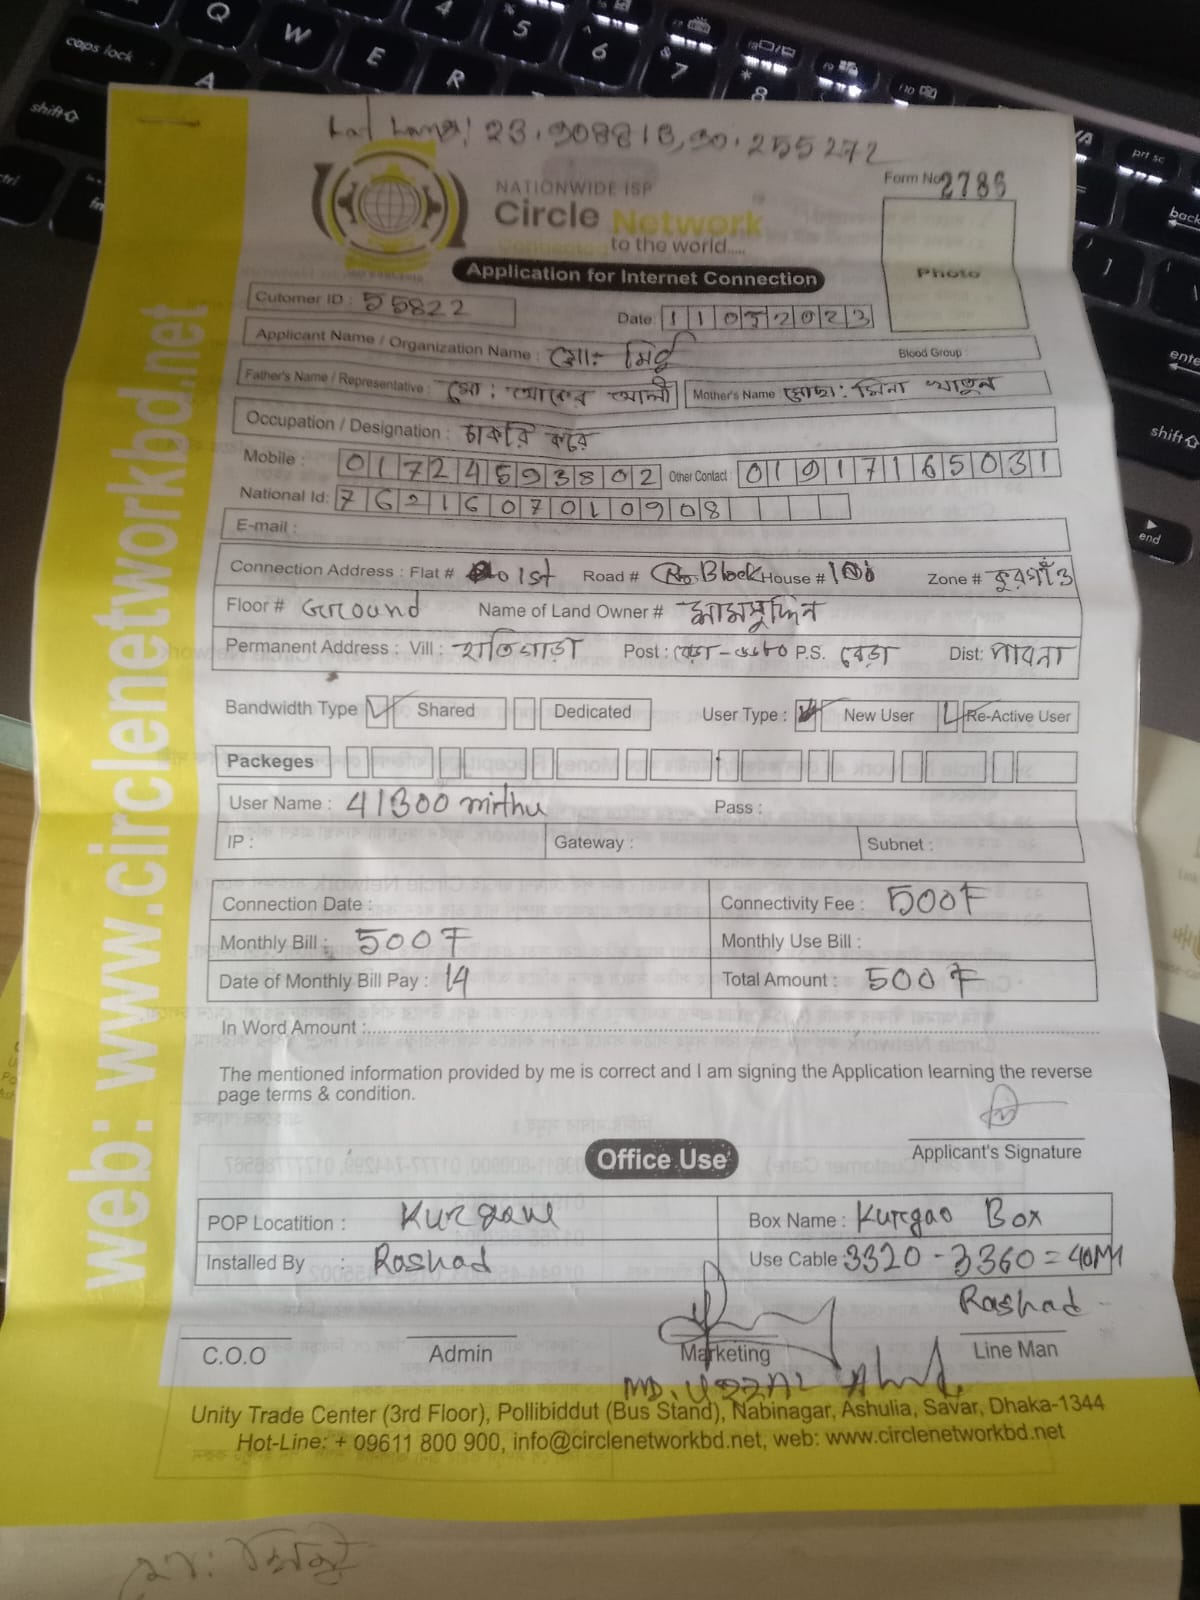 Lat Long: 23.908818,90.255272
Form No 2786
NATIONWIDE ISP
Circle Network
Connected to the world.....
Photo
Application for Internet Connection
Cutomer ID : 55822
Date: 11052023
Applicant Name / Organization Name : মোঃ মিঠু
Blood Group :
Father's Name / Representative : মো: আকের আলী Mother's Name : মোছা: মিনা খাতুন
Occupation / Designation : চাকরি করে
Mobile : 01724593802 Other Contact : 01917165031
National Id: 7621607010908
E-mail :
Connection Address : Flat # 01st Road # Block House # Zone # কুরগাঁও
Floor # Ground Name of Land Owner # সামসুদ্দিন
Permanent Address : Vill : হাতিগাড়া Post : বেড়া-৬৬৮০ P.S. বেড়া Dist: পাবনা
Bandwidth Type Shared Dedicated User Type : New User Re-Active User
Packeges
User Name : 41300 mithu Pass :
IP : Gateway : Subnet :
Connection Date : Connectivity Fee : 500 ৳
Monthly Bill : 500 ৳ Monthly Use Bill :
Date of Monthly Bill Pay : 14 Total Amount : 500 ৳
In Word Amount :
The mentioned information provided by me is correct and I am signing the Application learning the reverse
page terms & condition.
Applicant's Signature
Office Use
POP Locatition : Kurgaw Box Name : Kurgao Box
Installed By : Rashad Use Cable : 3320 - 3360 = 40M
Rashad
C.O.O Admin Marketing Line Man
MD. UZZAL
Unity Trade Center (3rd Floor), Pollibiddut (Bus Stand), Nabinagar, Ashulia, Savar, Dhaka-1344
Hot-Line: + 09611 800 900, info@circlenetworkbd.net, web: www.circlenetworkbd.net
web: www.circlenetworkbd.net